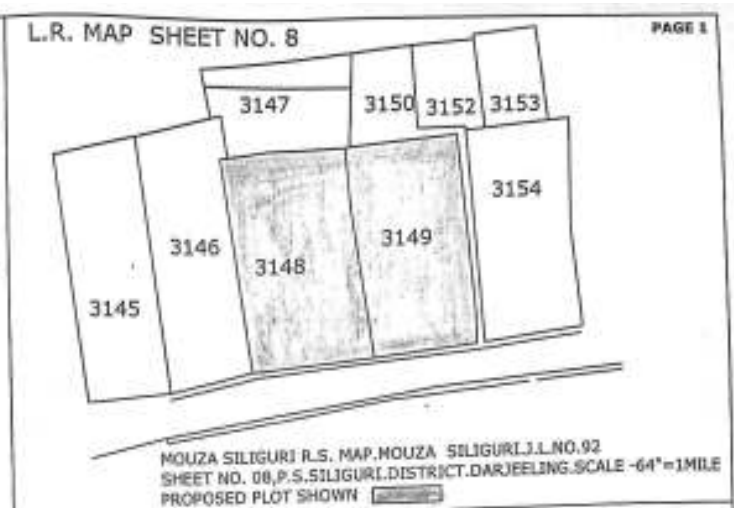 L.R. MAP SHEET NO. 8
PAGE 1
3147
3150
3152
3153
3154
3146
3149
3148
3145
MOUZA SILIGURI R.S. MAP.MOUZA SILIGURI.J.L.NO.92
SHEET NO. 08,P.S.SILIGURI.DISTRICT.DARJEELING.SCALE -64"=1MILE
PROPOSED PLOT SHOWN